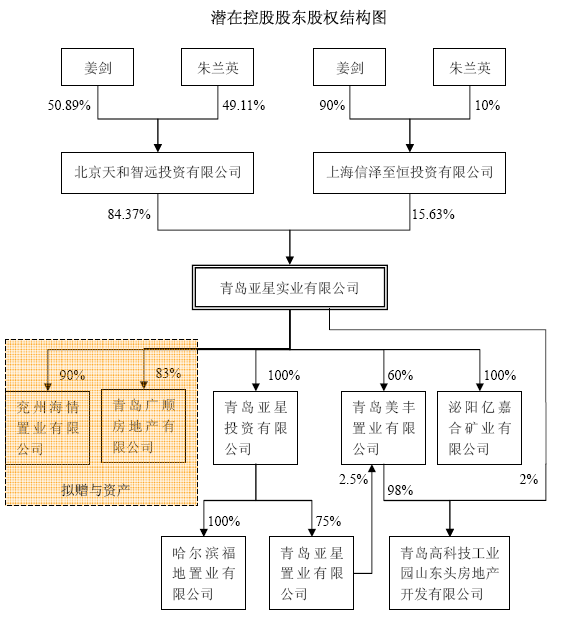 潜在控股股东股权结构图
姜剑
朱兰英
姜剑
朱兰英
50.89%
49.11%
90%
10%
北京天和智远投资有限公司
上海信泽至恒投资有限公司
84.37%
15.63%
青岛亚星实业有限公司
90%
83%
100%
60%
100%
兖州海情
置业有限
公司
青岛广顺
房地产有
限公司
青岛亚星
投资有限
公司
青岛美丰
置业有限
公司
泌阳亿嘉
合矿业有
限公司
拟赠与资产
2.5%
98%
2%
100%
75%
哈尔滨福
地置业有
限公司
青岛亚星
置业有限
公司
青岛高科技工业
园山东头房地产
开发有限公司